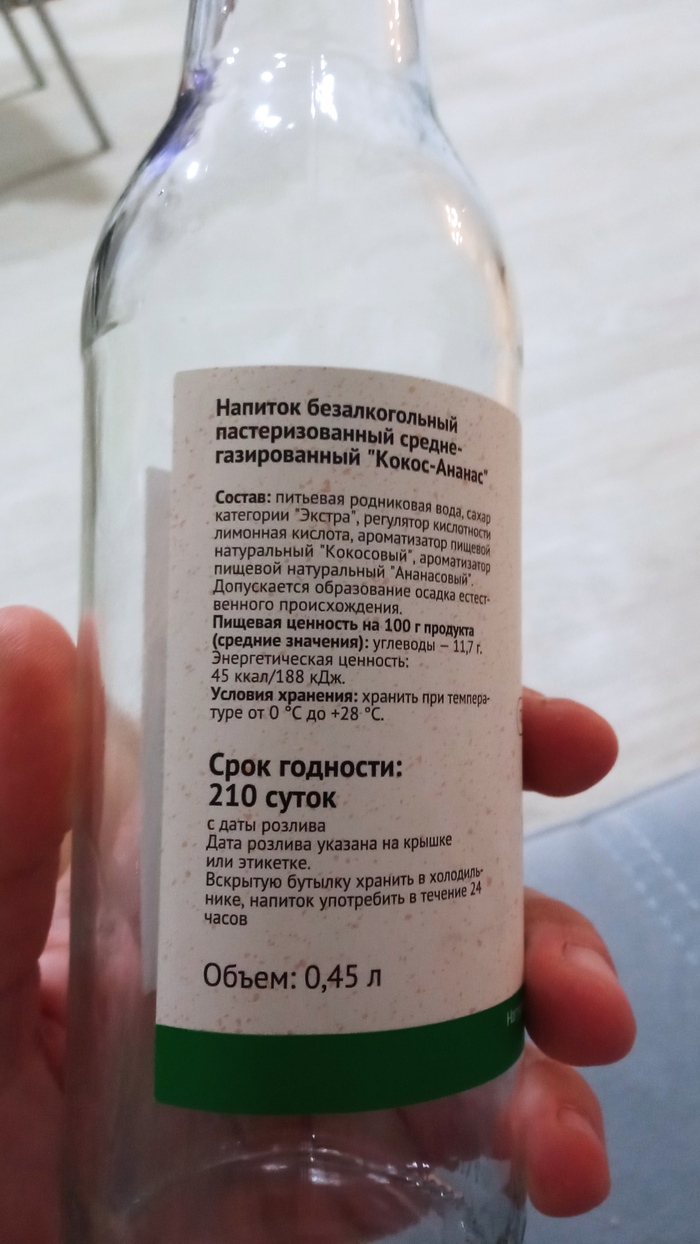 Напиток безалкогольный
пастеризованный средне-
газированный "Кокос-Ананас"
Состав: питьевая родниковая вода, сахар
категории "Экстра", регулятор кислотности
лимонная кислота, ароматизатор пищевой
натуральный "Кокосовый", ароматизатор
пищевой натуральный "Ананасовый".
Допускается образование осадка естест-
венного происхождения.
Пищевая ценность на 100 г продукта
(средние значения): углеводы – 11,7 г.
Энергетическая ценность:
45 ккал/188 кДж.
Условия хранения: хранить при темпера-
туре от 0 °С до +28 °С.
Срок годности:
210 суток
с даты розлива
Дата розлива указана на крышке
или этикетке.
Вскрытую бутылку хранить в холодиль-
нике, напиток употребить в течение 24
часов
Объем: 0,45 л